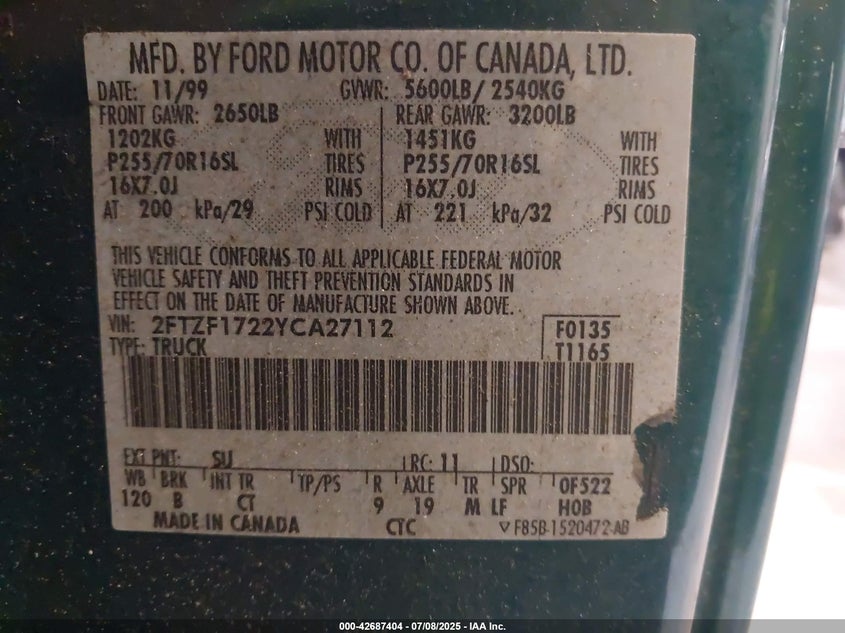 MFD. BY FORD MOTOR CO. OF CANADA, LTD.
DATE: 11/99 GVWR: 5600LB/ 2540KG
FRONT GAWR: 2650LB REAR GAWR: 3200LB
1202KG WITH 1451KG WITH
P255/70R16SL TIRES P255/70R16SL TIRES
16X7.0J RIMS 16X7.0J RIMS
AT 200 kPa/29 PSI COLD AT 221 kPa/32 PSI COLD
THIS VEHICLE CONFORMS TO ALL APPLICABLE FEDERAL MOTOR
VEHICLE SAFETY AND THEFT PREVENTION STANDARDS IN
EFFECT ON THE DATE OF MANUFACTURE SHOWN ABOVE.
VIN: 2FTZF1722YCA27112 F0135
TYPE: TRUCK T1165
EXT PNT: SU RC: 11 DSO:
WB BRK INT TR TP/PS R AXLE TR SPR OF522
120 B CT 9 19 M LF HOB
MADE IN CANADA CTC F85B-1520472-AB
000-42687404 | 07/08/2025 - IAA Inc.